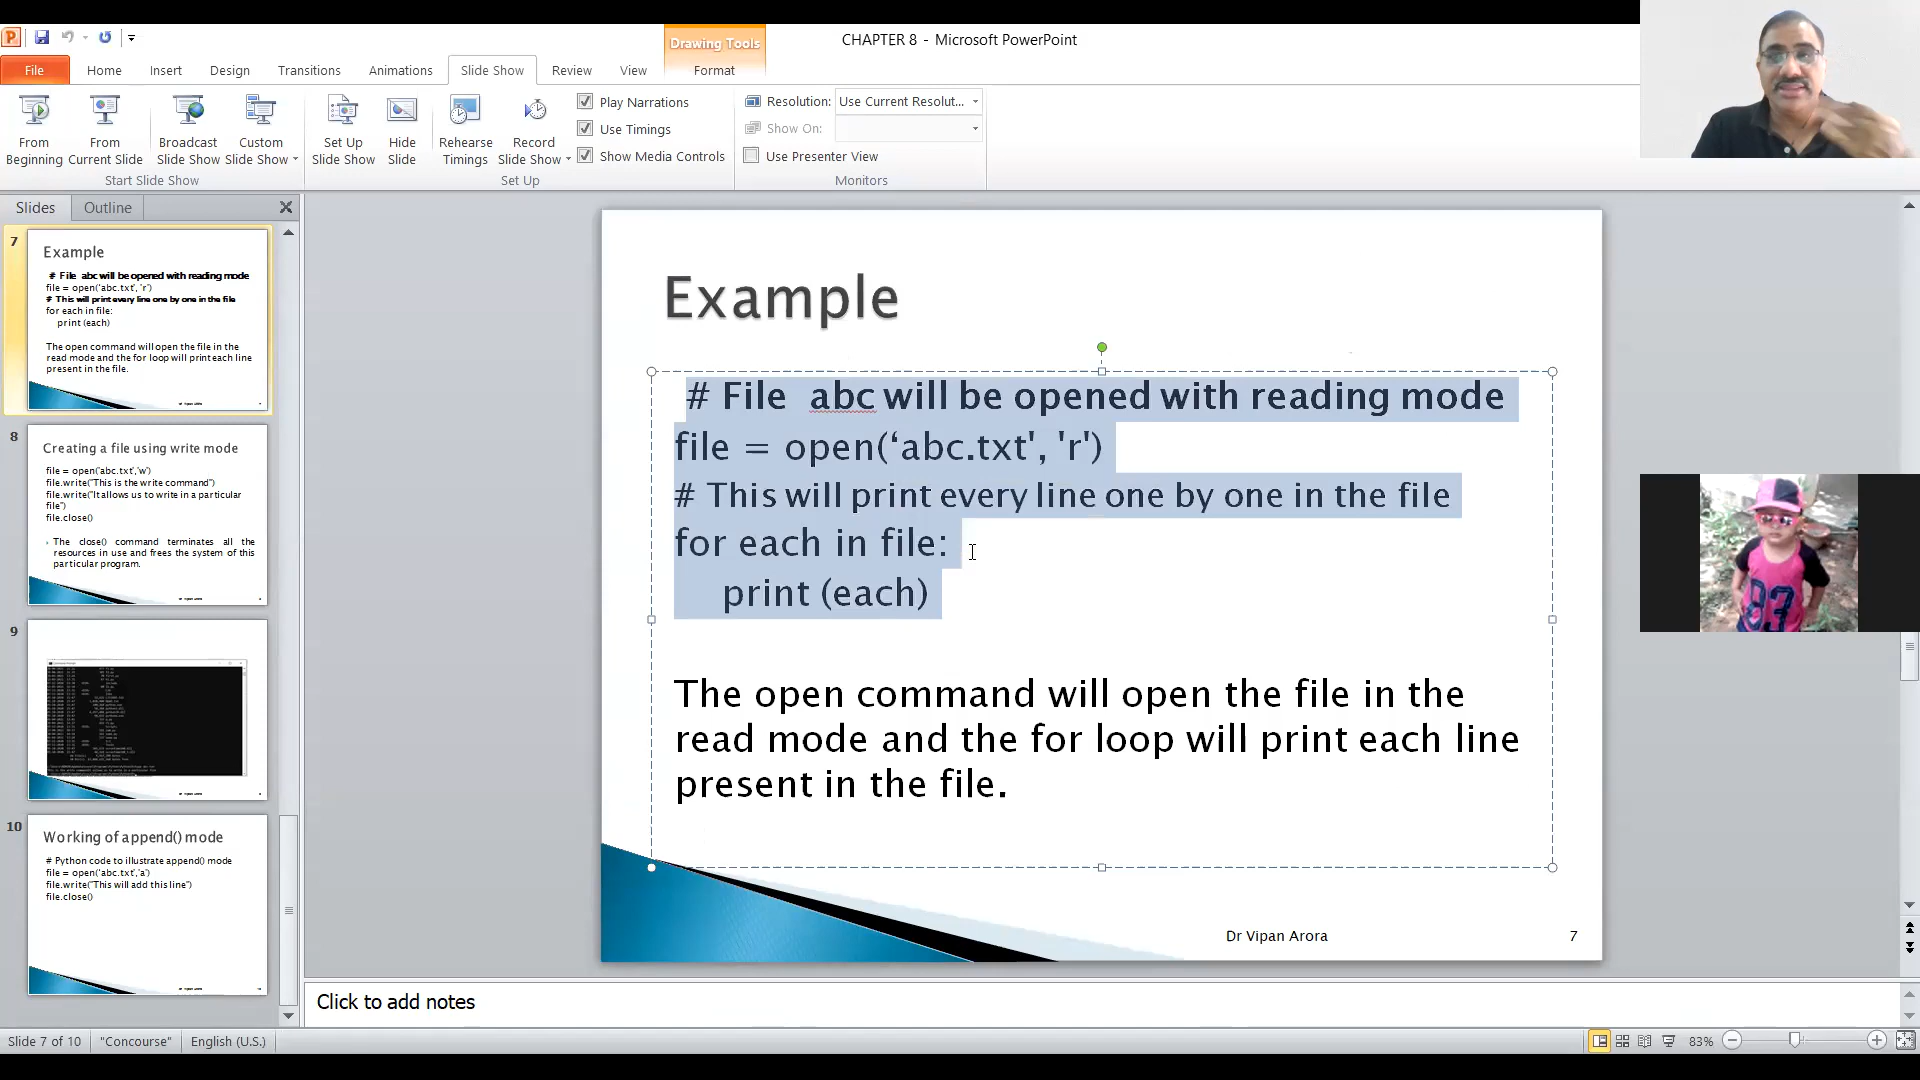 Drawing Tools
CHAPTER 8 - Microsoft PowerPoint
File Home Insert Design Transitions Animations Slide Show Review View Format
From Beginning
From Current Slide
Broadcast Slide Show
Custom Slide Show
Start Slide Show
Set Up Slide Show
Hide Slide
Rehearse Timings
Record Slide Show
Play Narrations
Use Timings
Show Media Controls
Set Up
Resolution: Use Current Resolut...
Show On:
Use Presenter View
Monitors
Slides Outline
7
Example
# File abc will be opened with reading mode
file = open('abc.txt', 'r')
# This will print every line one by one in the file
for each in file:
print (each)
The open command will open the file in the
read mode and the for loop will print each line
present in the file.
8
Creating a file using write mode
file = open('abc.txt','w')
file.write("This is the write command")
file.write("It allows us to write in a particular
file")
file.close()
The close() command terminates all the
resources in use and frees the system of this
particular program.
9
10
Working of append() mode
# Python code to illustrate append() mode
file = open('abc.txt','a')
file.write("This will add this line")
file.close()
Example
# File  abc will be opened with reading mode
file = open(‘abc.txt', 'r')
# This will print every line one by one in the file
for each in file:
print (each)
The open command will open the file in the
read mode and the for loop will print each line
present in the file.
Dr Vipan Arora
7
83
Click to add notes
Slide 7 of 10 "Concourse" English (U.S.)
83%